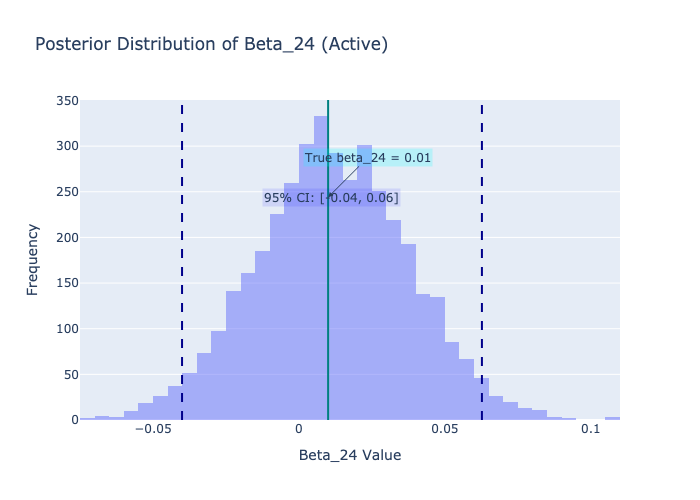 Posterior Distribution of Beta_24 (Active)
350
300
250
200
150
100
50
0
Frequency
True beta_24 = 0.01
95% CI: [-0.04, 0.06]
−0.05
0
0.05
0.1
Beta_24 Value